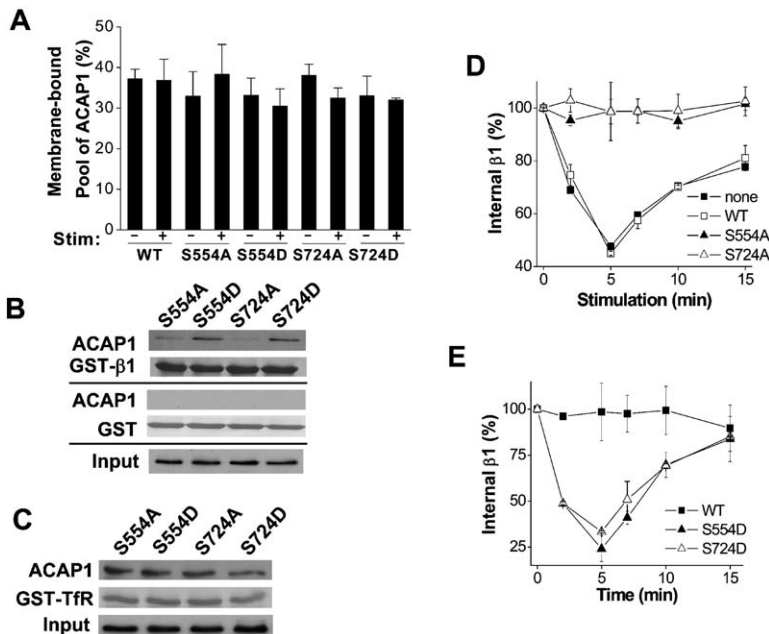 A
Membrane-bound
Pool of ACAP1 (%)
50
40
30
20
10
0
Stim: – + – + – + – + – +
WT S554A S554D S724A S724D
B
S554A S554D S724A S724D
ACAP1
GST-β1
ACAP1
GST
Input
C
S554A S554D S724A S724D
ACAP1
GST-TfR
Input
D
Internal β1 (%)
100
80
60
40
0 5 10 15
Stimulation (min)
none
WT
S554A
S724A
E
Internal β1 (%)
100
75
50
25
0 5 10 15
Time (min)
WT
S554D
S724D